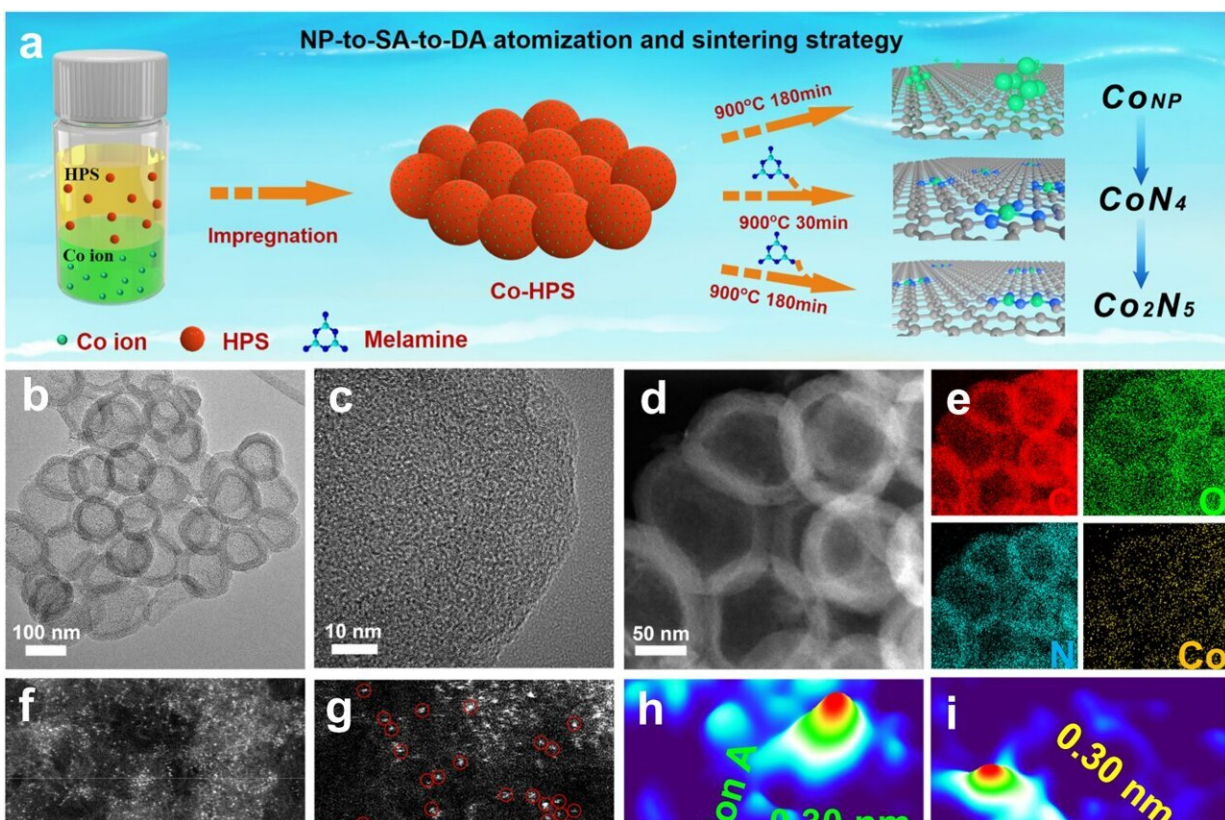 a
NP-to-SA-to-DA atomization and sintering strategy
HPS
Co ion
Impregnation
Co-HPS
900°C 180min
900°C 30min
900°C 180min
CoNP
CoN4
Co2N5
Co ion
HPS
Melamine
b
100 nm
c
10 nm
d
50 nm
e
C
O
N
Co
f
g
h
i
0.30 nm